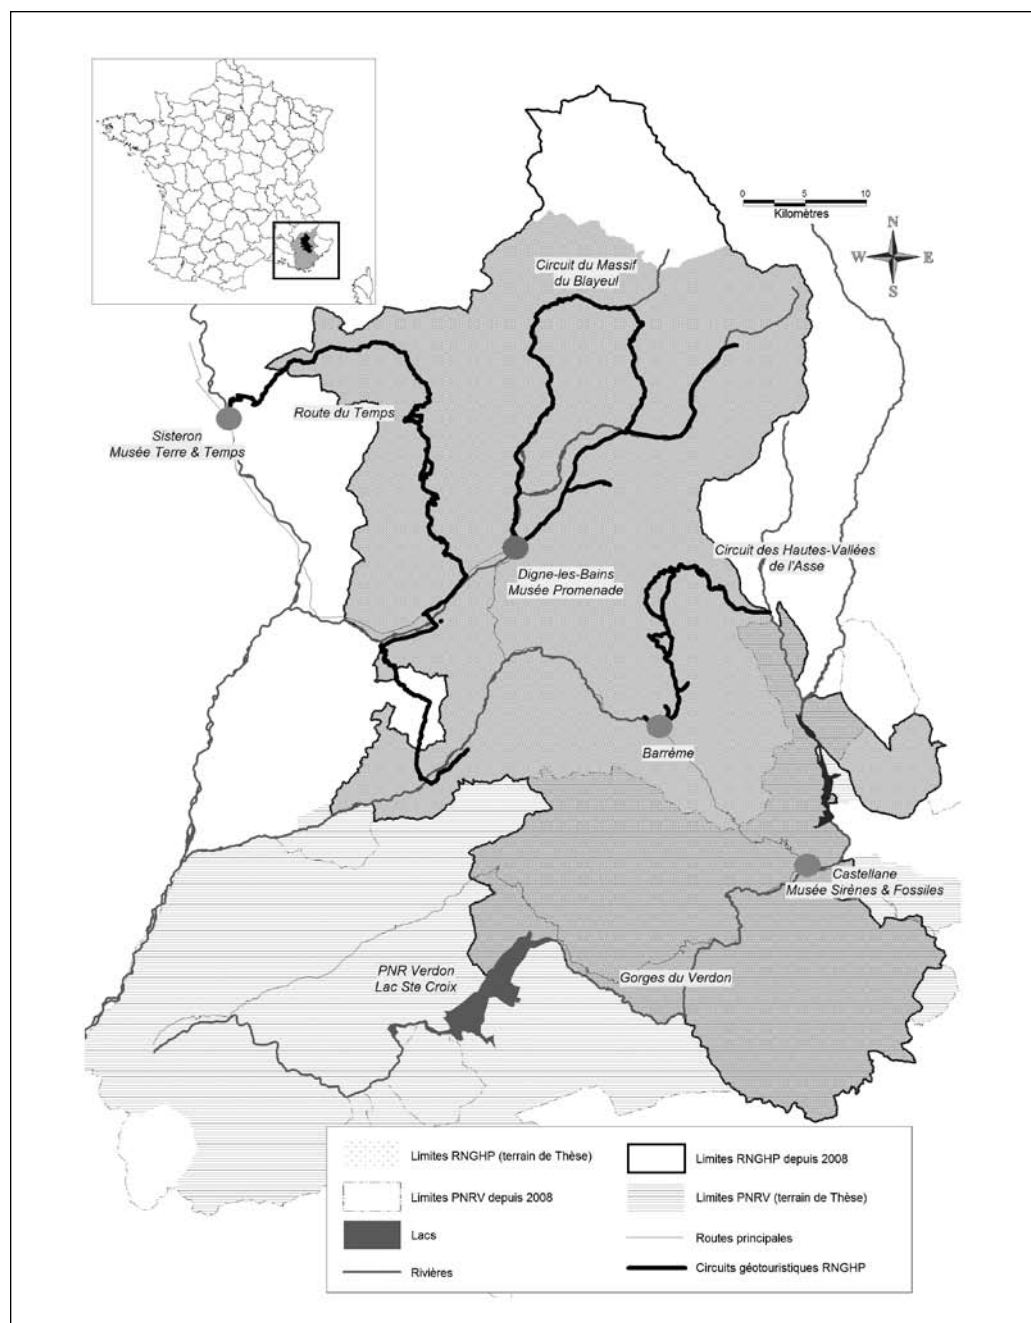 0 5 10
Kilomètres
N
W E
S
Circuit du Massif
du Blayeul
Route du Temps
Sisteron
Musée Terre & Temps
Digne-les-Bains
Musée Promenade
Circuit des Hautes-Vallées
de l'Asse
Barrème
Castellane
Musée Sirènes & Fossiles
PNR Verdon
Lac Ste Croix
Gorges du Verdon
Limites RNGHP (terrain de Thèse)
Limites RNGHP depuis 2008
Limites PNRV depuis 2008
Limites PNRV (terrain de Thèse)
Lacs
Routes principales
Rivières
Circuits géotouristiques RNGHP